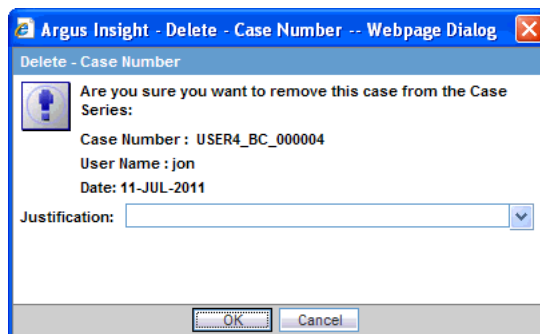 Argus Insight - Delete - Case Number -- Webpage Dialog
Delete - Case Number
Are you sure you want to remove this case from the Case
Series:
Case Number : USER4_BC_000004
User Name : jon
Date: 11-JUL-2011
Justification:
OK Cancel